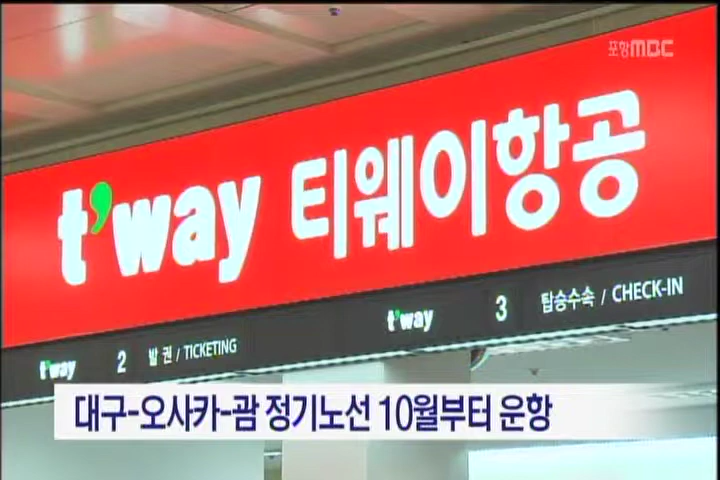 포항MBC
t'way 티웨이항공
t'way 2 발권 / TICKETING
t'way 3 탑승수속 / CHECK-IN
대구-오사카-괌 정기노선 10월부터 운항